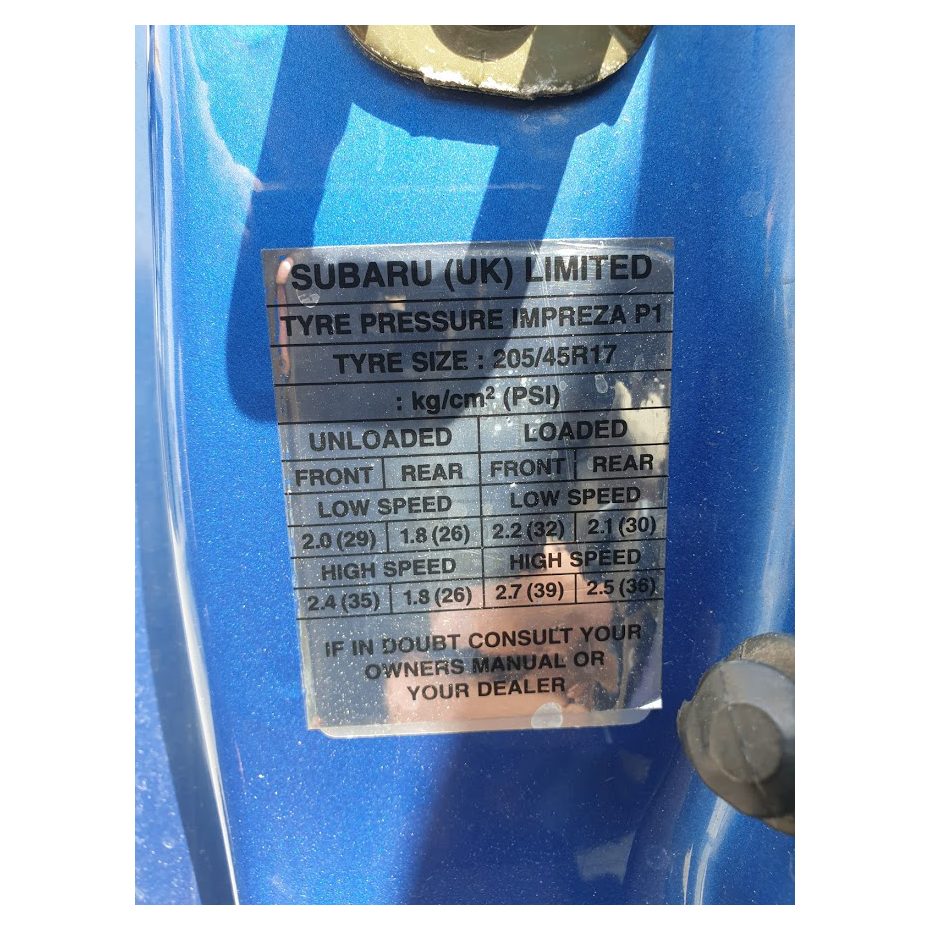 SUBARU (UK) LIMITED
TYRE PRESSURE IMPREZA P1
TYRE SIZE : 205/45R17
: kg/cm² (PSI)
UNLOADED LOADED
FRONT REAR FRONT REAR
LOW SPEED LOW SPEED
2.0 (29) 1.8 (26) 2.2 (32) 2.1 (30)
HIGH SPEED HIGH SPEED
2.4 (35) 1.8 (26) 2.7 (39) 2.5 (36)
IF IN DOUBT CONSULT YOUR
OWNERS MANUAL OR
YOUR DEALER